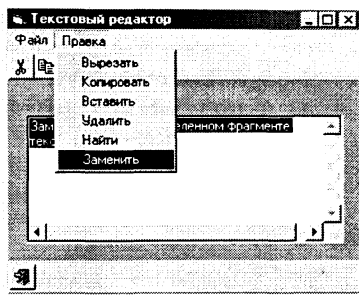 Текстовый редактор
Файл Правка
Вырезать
Копировать
Вставить
Удалить
Найти
Заменить
Зам еленном фрагменте
текс